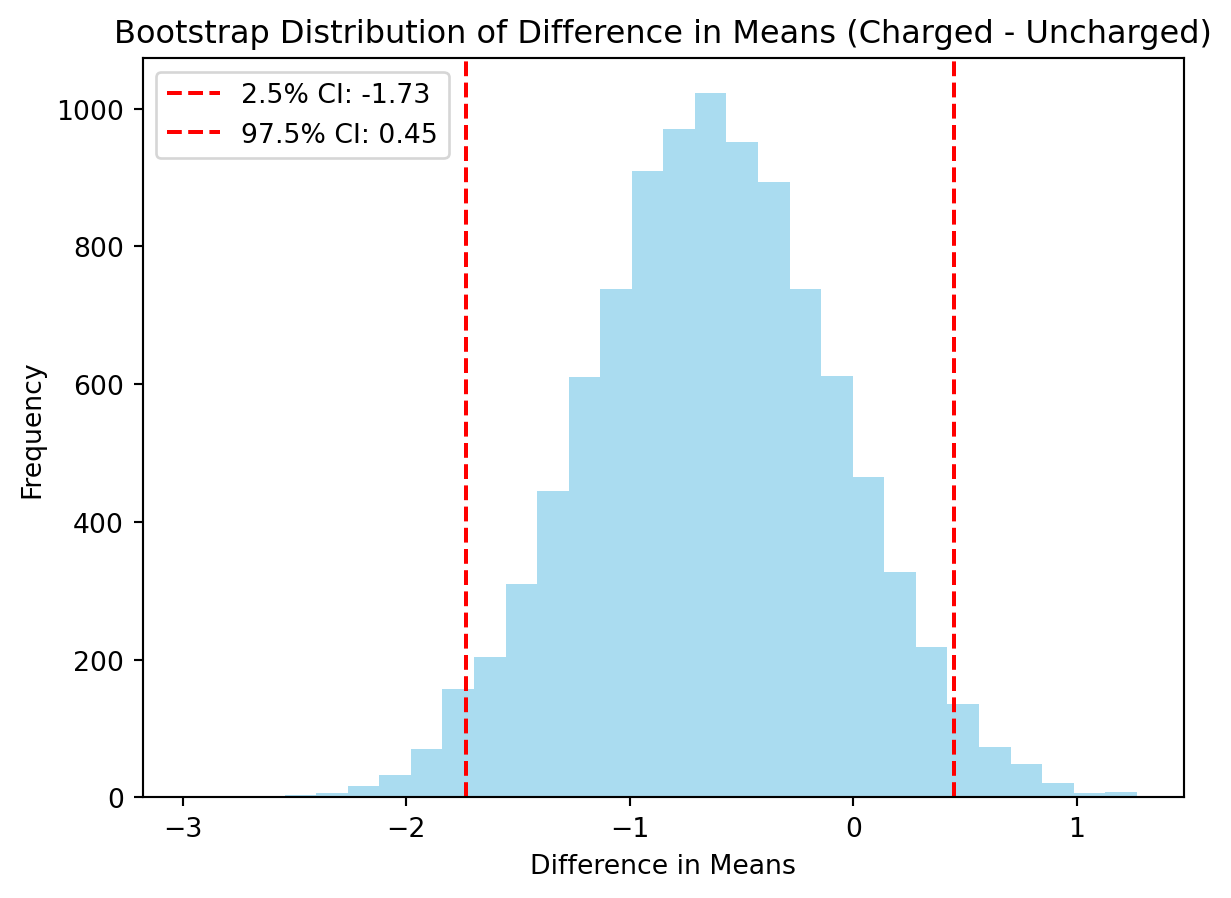 Bootstrap Distribution of Difference in Means (Charged - Uncharged)
2.5% CI: -1.73
97.5% CI: 0.45
1000
800
600
400
200
0
Frequency
−3
−2
−1
0
1
Difference in Means